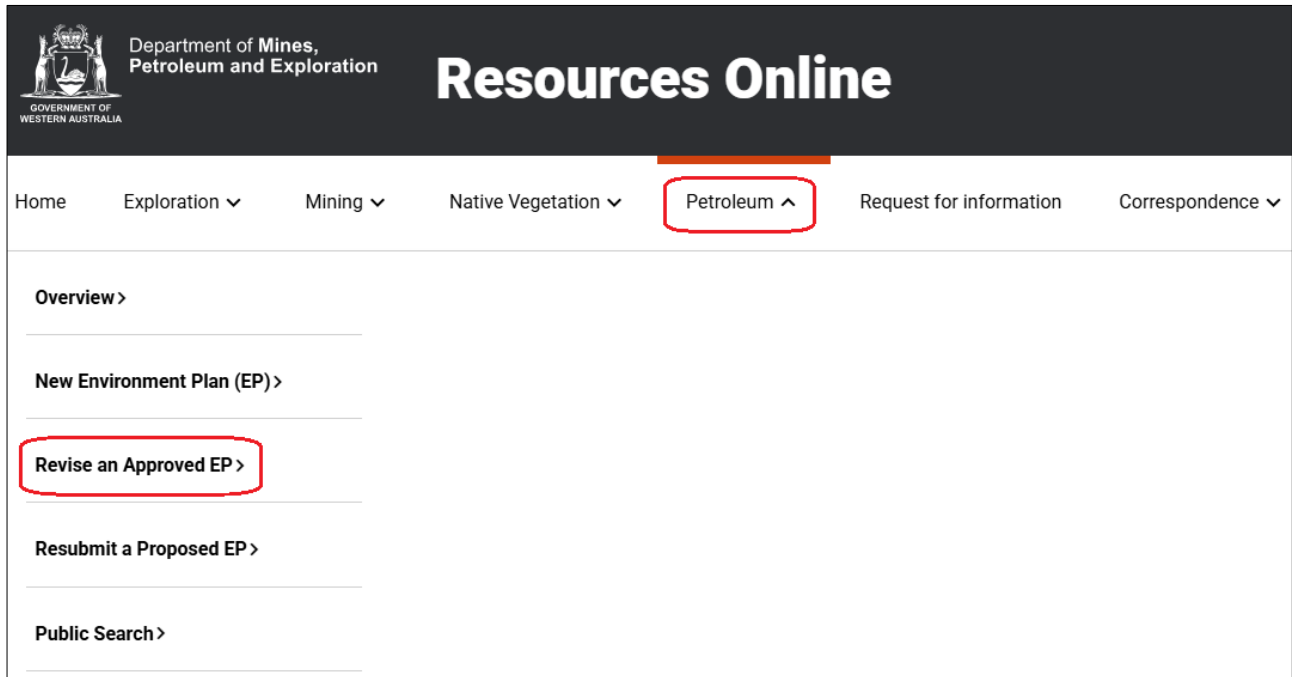 Department of Mines,
Petroleum and Exploration
GOVERNMENT OF
WESTERN AUSTRALIA
Resources Online
Home Exploration Mining Native Vegetation Petroleum Request for information Correspondence
Overview
New Environment Plan (EP)
Revise an Approved EP
Resubmit a Proposed EP
Public Search